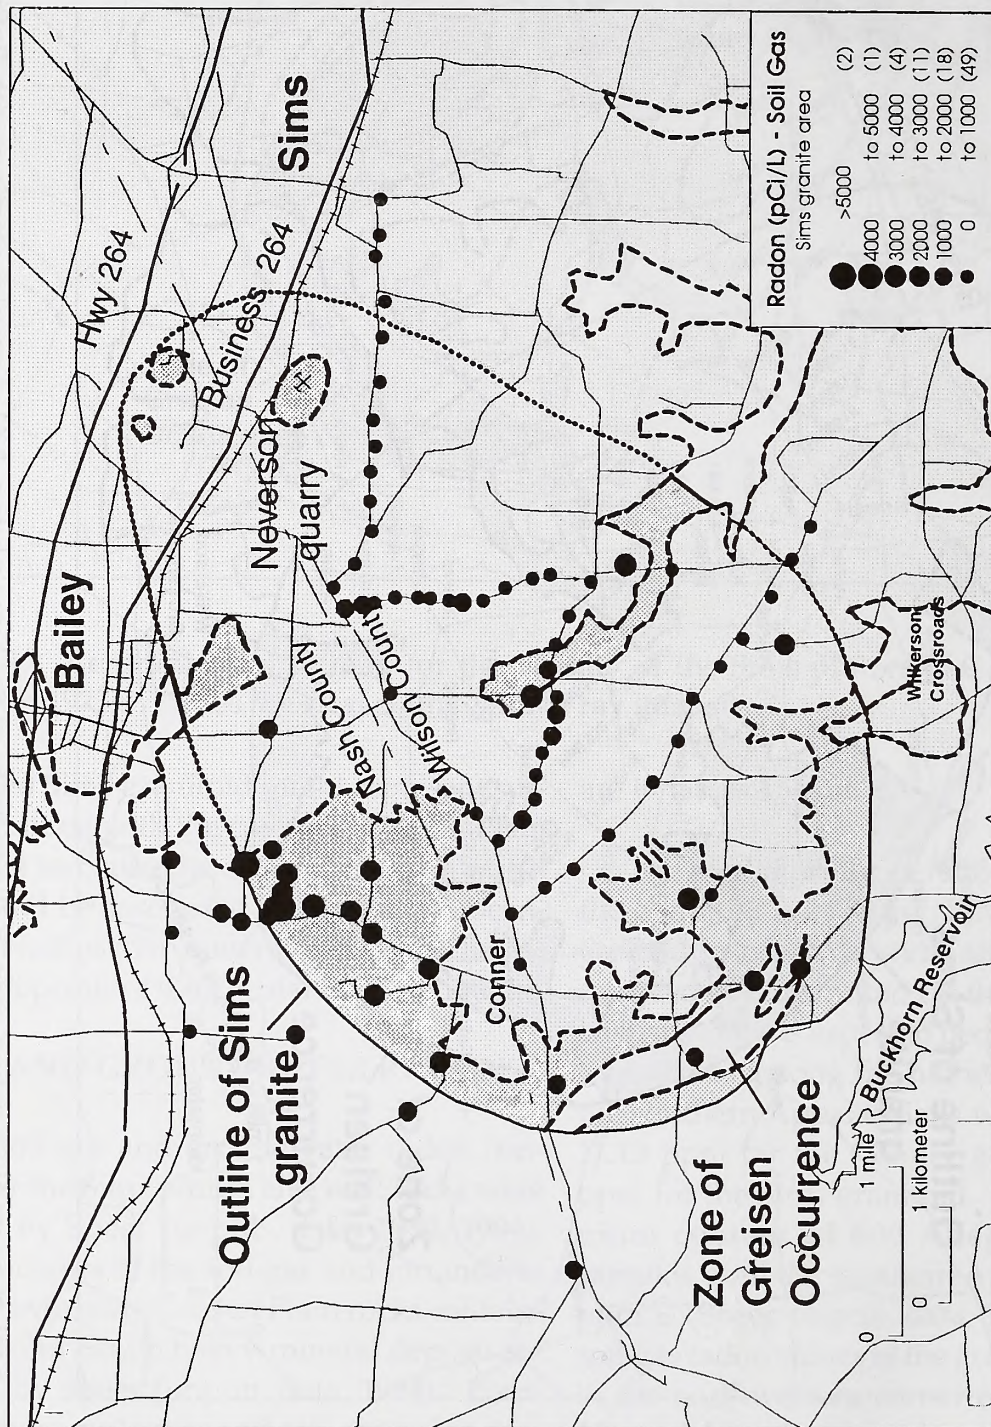 Hwy 264
Sims
Business 264
Bailey
Neverson
quarry
Nash County
Wilson County
Outline of Sims
granite
Conner
Wilkerson
Crossroads
Zone of
Greisen
Occurrence
Buckhorn Reservoir
0 1 mile
0 1 kilometer
Radon (pCi/L) - Soil Gas
Sims granite area
>5000 (2)
4000 to 5000 (1)
3000 to 4000 (4)
2000 to 3000 (11)
1000 to 2000 (18)
0 to 1000 (49)